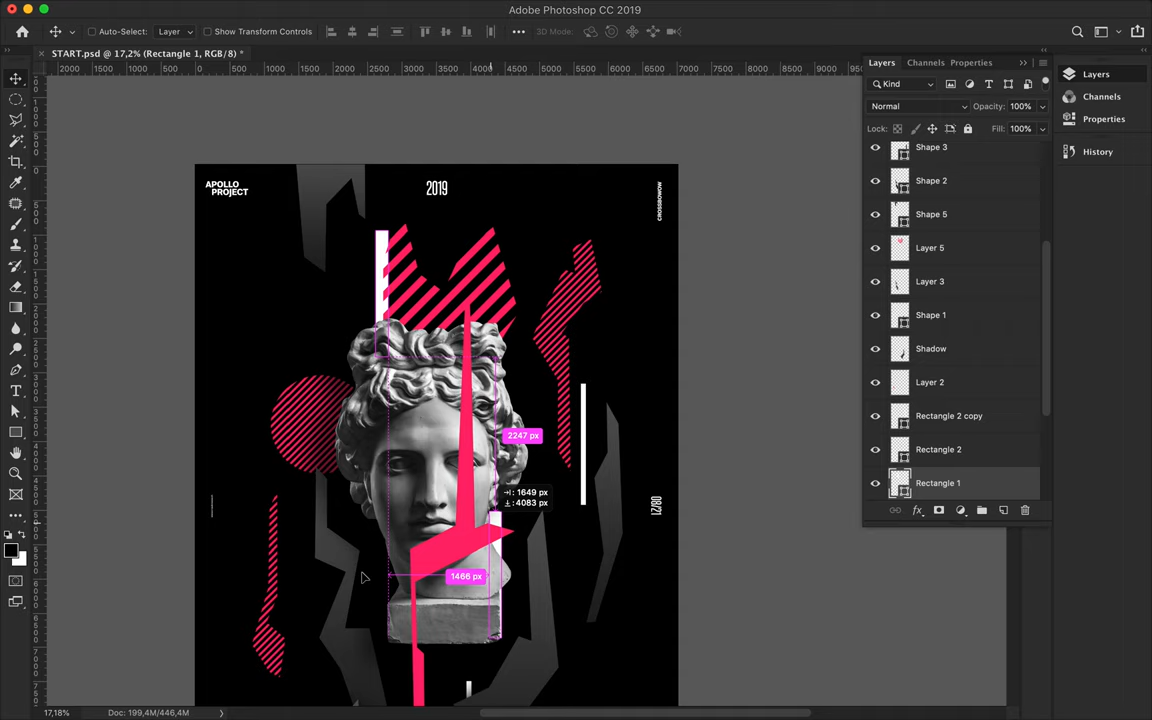 Adobe Photoshop CC 2019
Auto-Select: Layer Show Transform Controls 3D Mode:
START.psd @ 17,2% (Rectangle 1, RGB/8) *
2000 1500 1000 500 0 500 1000 1500 2000 2500 3000 3500 4000 4500 5000 5500 6000 6500 7000 7500 8000 8500 9000
Layers Channels Properties
Kind
Normal Opacity: 100%
Lock: Fill: 100%
Shape 3
Shape 2
Shape 5
Layer 5
Layer 3
Shape 1
Shadow
Layer 2
Rectangle 2 copy
Rectangle 2
Rectangle 1
Layers
Channels
Properties
History
APOLLO
PROJECT
2019
CROSSBOWOW
2247 px
: 1649 px
: 4083 px
08/21
1466 px
17,18% Doc: 199,4M/446,4M